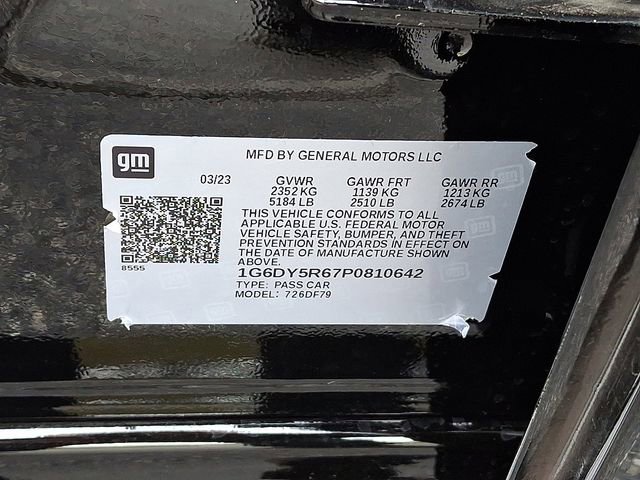 gm
MFD BY GENERAL MOTORS LLC
03/23 GVWR GAWR FRT GAWR RR
2352 KG 1139 KG 1213 KG
5184 LB 2510 LB 2674 LB
THIS VEHICLE CONFORMS TO ALL
APPLICABLE U.S. FEDERAL MOTOR
VEHICLE SAFETY, BUMPER, AND THEFT
PREVENTION STANDARDS IN EFFECT ON
THE DATE OF MANUFACTURE SHOWN
ABOVE.
8555
1G6DY5R67P0810642
TYPE: PASS CAR
MODEL: 726DF79